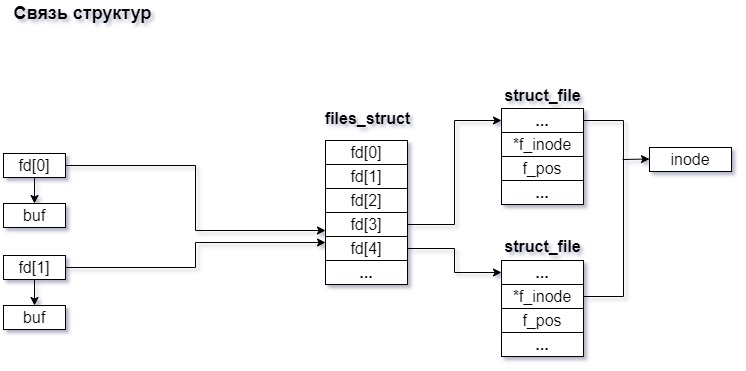 Связь структур
fd[0]
buf
fd[1]
buf
files_struct
fd[0]
fd[1]
fd[2]
fd[3]
fd[4]
...
struct_file
...
*f_inode
f_pos
...
struct_file
...
*f_inode
f_pos
...
inode